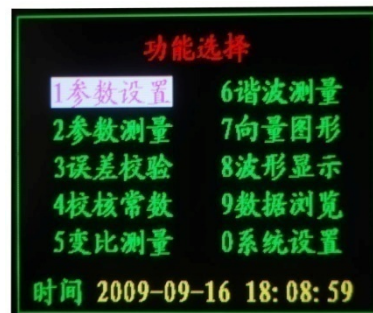 功能选择
1参数设置 6谐波测量
2参数测量 7向量图形
3误差校验 8波形显示
4校核常数 9数据浏览
5变比测量 0系统设置
时间 2009-09-16 18:08:59